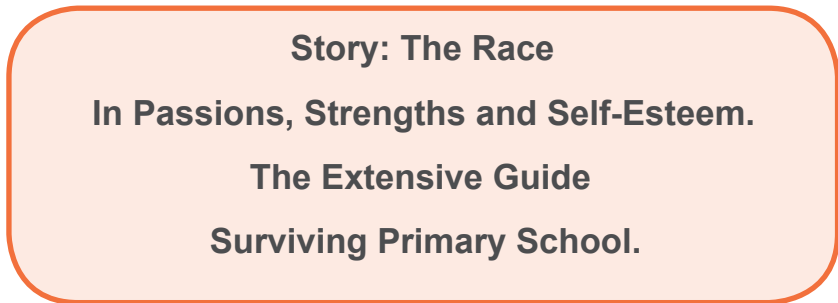 Story: The Race
In Passions, Strengths and Self-Esteem.
The Extensive Guide
Surviving Primary School.